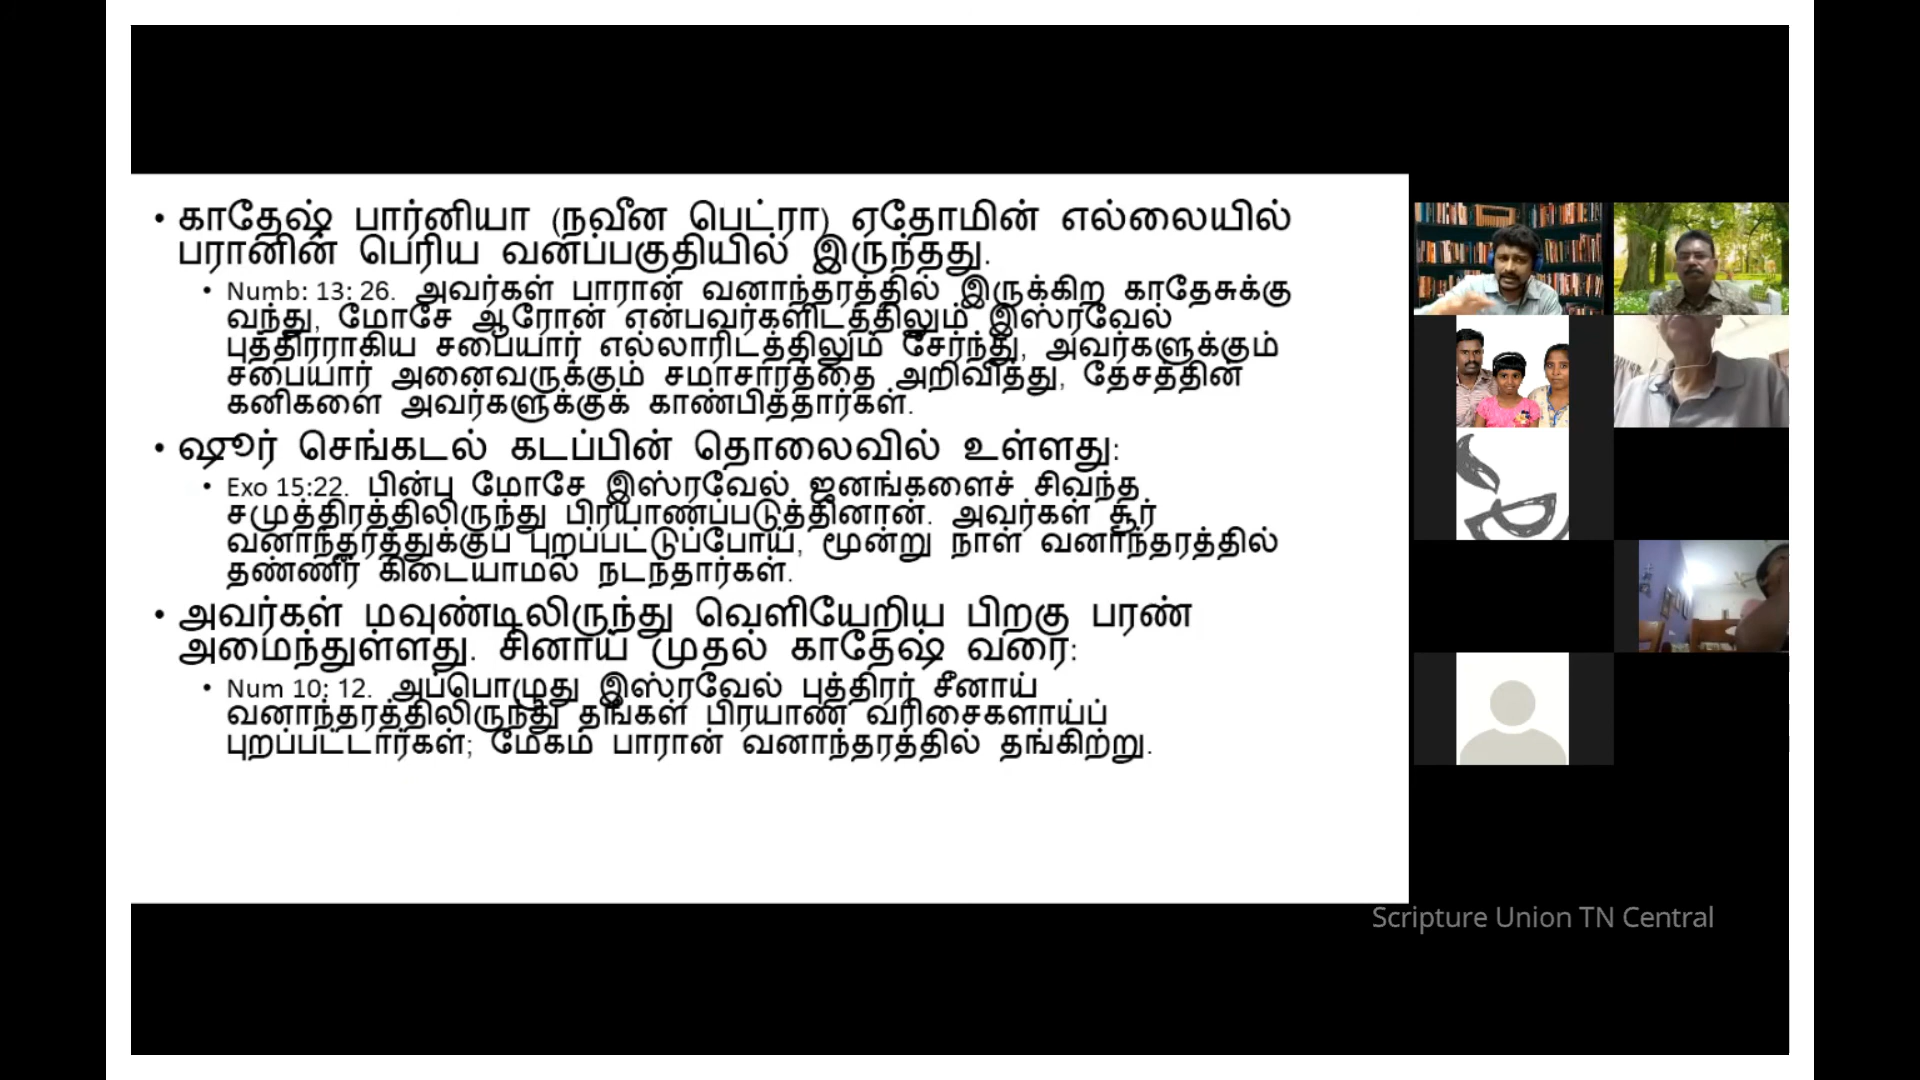 • காதேஷ் பார்னியா (நவீன பெட்ரா) ஏதோமின் எல்லையில்
பரானின் பெரிய வனப்பகுதியில் இருந்தது.
• Numb: 13: 26. அவர்கள் பாரான் வனாந்தரத்தில் இருக்கிற காதேசுக்கு
வந்து, மோசே ஆரோன் என்பவர்களிடத்திலும் இஸ்ரவேல்
புத்திரராகிய சபையார் எல்லாரிடத்திலும் சேர்ந்து, அவர்களுக்கும்
சபையார் அனைவருக்கும் சமாசாரத்தை அறிவித்து, தேசத்தின்
கனிகளை அவர்களுக்குக் காண்பித்தார்கள்.
• ஷூர் செங்கடல் கடப்பின் தொலைவில் உள்ளது:
• Exo 15:22. பின்பு மோசே இஸ்ரவேல் ஜனங்களைச் சிவந்த
சமுத்திரத்திலிருந்து பிரயாணப்படுத்தினான். அவர்கள் சூர்
வனாந்தரத்துக்குப் புறப்பட்டுப்போய், மூன்று நாள் வனாந்தரத்தில்
தண்ணீர் கிடையாமல் நடந்தார்கள்.
• அவர்கள் மவுண்டிலிருந்து வெளியேறிய பிறகு பரண்
அமைந்துள்ளது. சினாய் முதல் காதேஷ் வரை:
• Num 10: 12. அப்பொழுது இஸ்ரவேல் புத்திரர் சீனாய்
வனாந்தரத்திலிருந்து தங்கள் பிரயாண வரிசைகளாய்ப்
புறப்பட்டார்கள்; மேகம் பாரான் வனாந்தரத்தில் தங்கிற்று.
Scripture Union TN Central